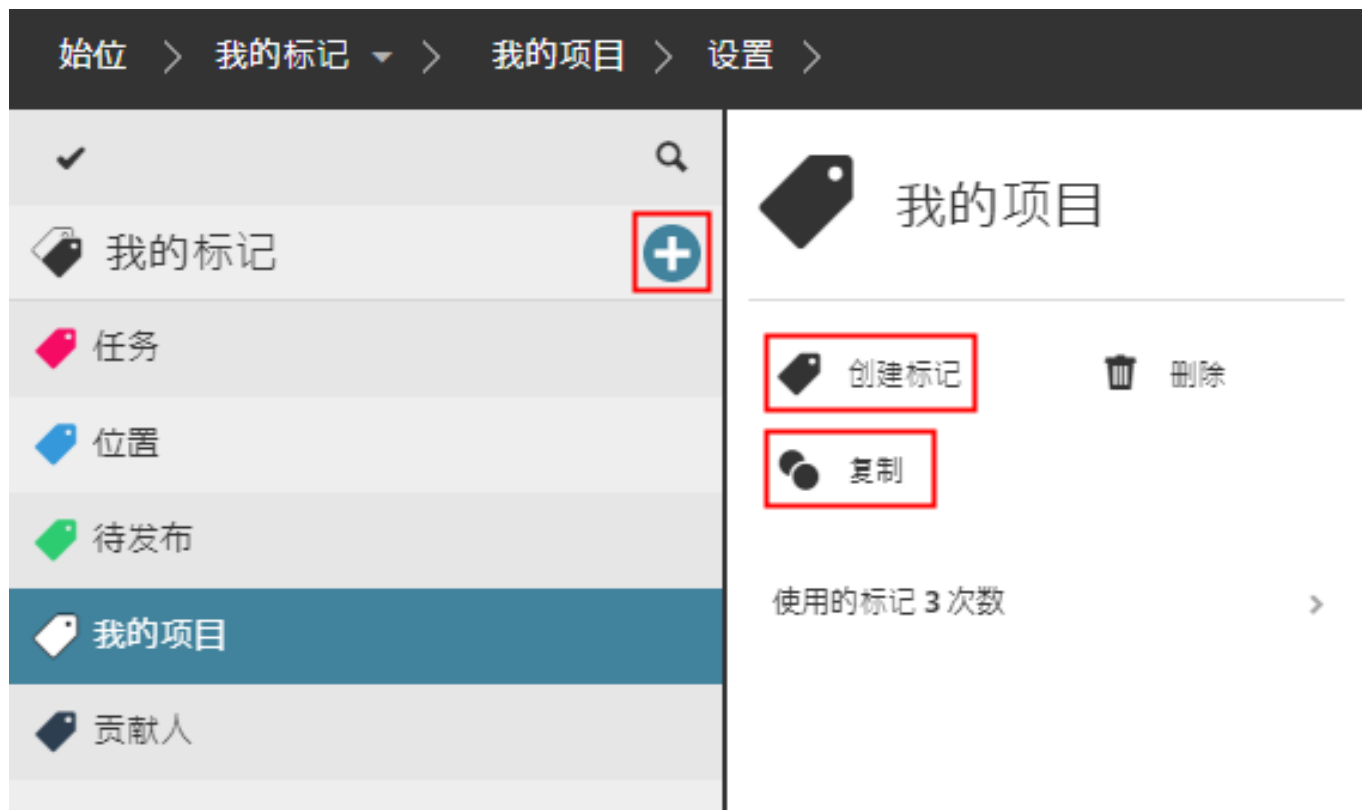 始位 > 我的标记 > 我的项目 > 设置 >
我的标记
任务
位置
待发布
我的项目
贡献人
我的项目
创建标记 删除
复制
使用的标记 3 次数